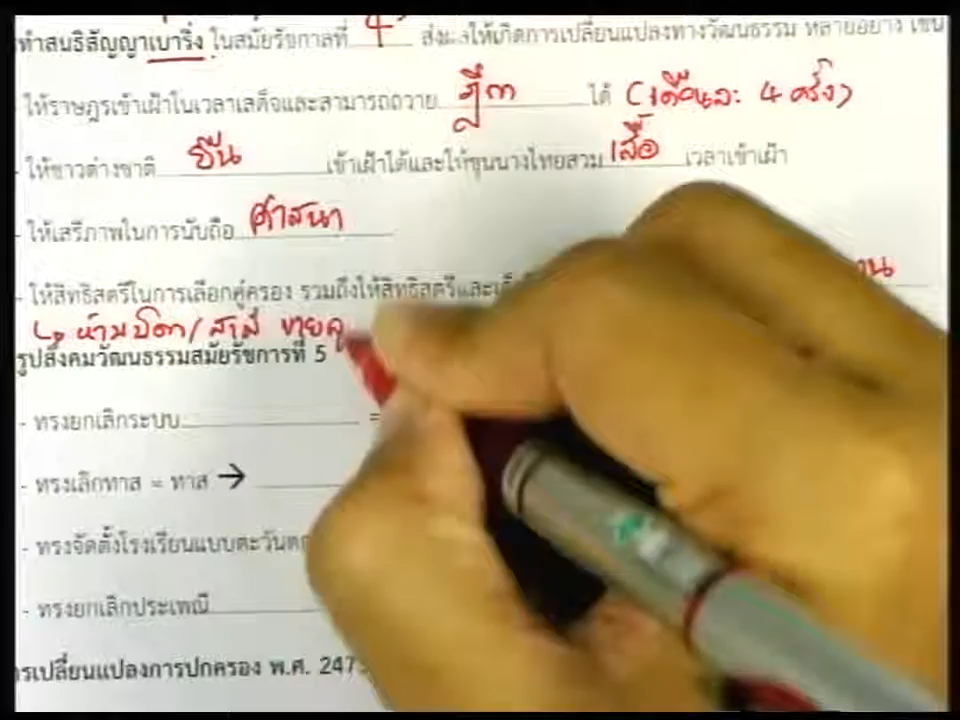 ทำสนธิสัญญาเบาริ่ง ในสมัยรัชกาลที่ 4 ส่งผลให้เกิดการเปลี่ยนแปลงทางวัฒนธรรม หลายอย่าง เช่น
ให้ราษฎรเข้าเฝ้าในเวลาเสด็จและสามารถถวาย ฎีกา ได้ (เดือนละ 4 ครั้ง)
- ให้ชาวต่างชาติ ยืน เข้าเฝ้าได้และให้ขุนนางไทยสวม เสื้อ เวลาเข้าเฝ้า
- ให้เสรีภาพในการนับถือ ศาสนา
- ให้สิทธิสตรีในการเลือกคู่ครอง รวมถึงให้สิทธิสตรีและ
↳ ห้ามบิดา/สามี ขาย
รูปสังคมวัฒนธรรมสมัยรัชการที่ 5
- ทรงยกเลิกระบบ =
- ทรงเลิกทาส = ทาส →
- ทรงจัดตั้งโรงเรียนแบบตะวันตก
- ทรงยกเลิกประเพณี
รเปลี่ยนแปลงการปกครอง พ.ศ. 247